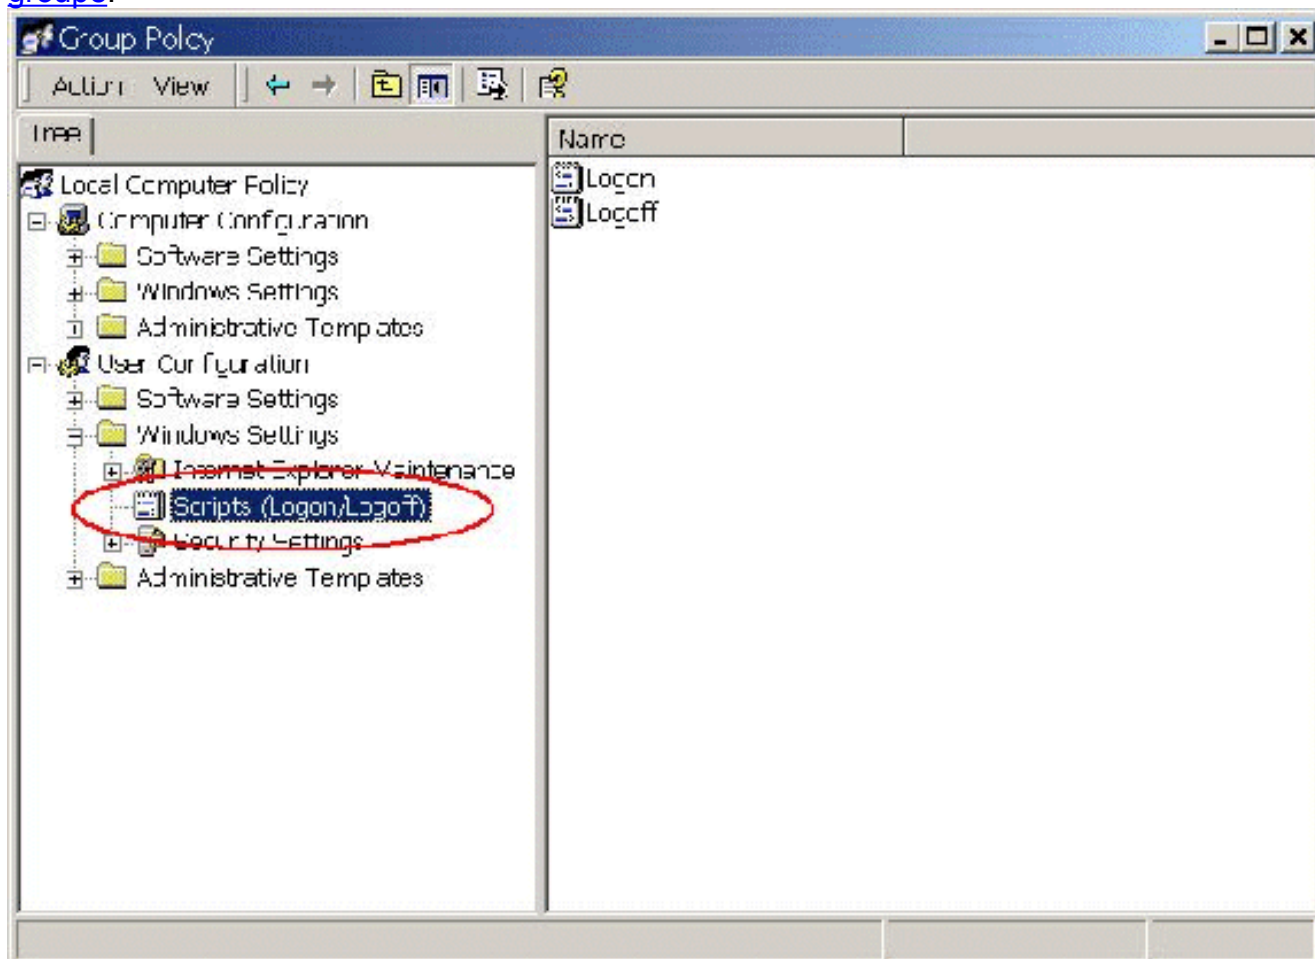 groups.
Group Policy
Action View
Tree
Name
Local Computer Policy
Computer Configuration
Software Settings
Windows Settings
Administrative Templates
User Configuration
Software Settings
Windows Settings
Internet Explorer Maintenance
Scripts (Logon/Logoff)
Security Settings
Administrative Templates
Logon
Logoff